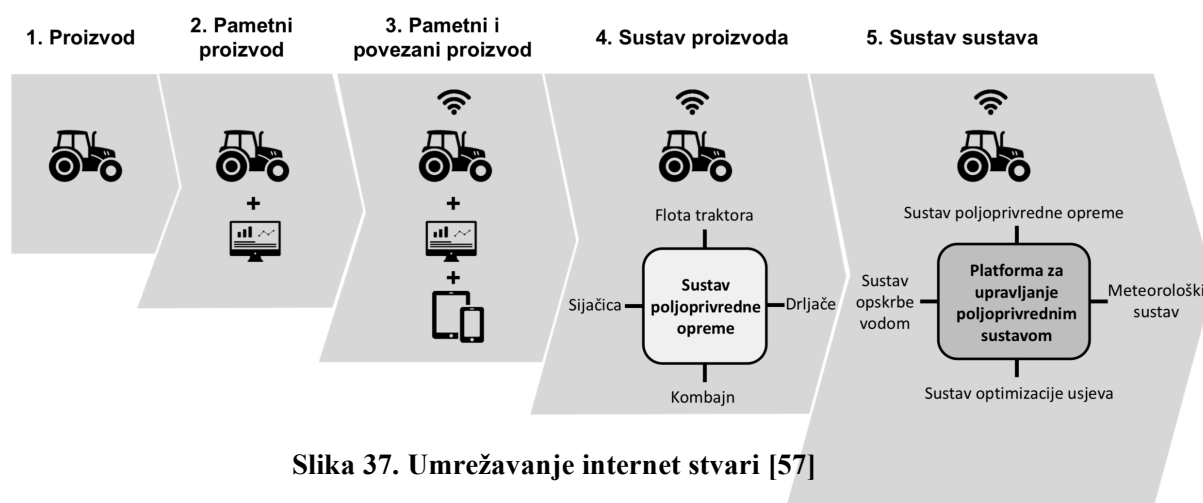 1. Proizvod
2. Pametni
proizvod
3. Pametni i
povezani proizvod
4. Sustav proizvoda
5. Sustav sustava
+
+
+
Flota traktora
Sijačica
Sustav
poljoprivredne
opreme
Drljače
Kombajn
Sustav poljoprivredne opreme
Sustav
opskrbe
vodom
Platforma za
upravljanje
poljoprivrednim
sustavom
Meteorološki
sustav
Sustav optimizacije usjeva
Slika 37. Umrežavanje internet stvari [57]